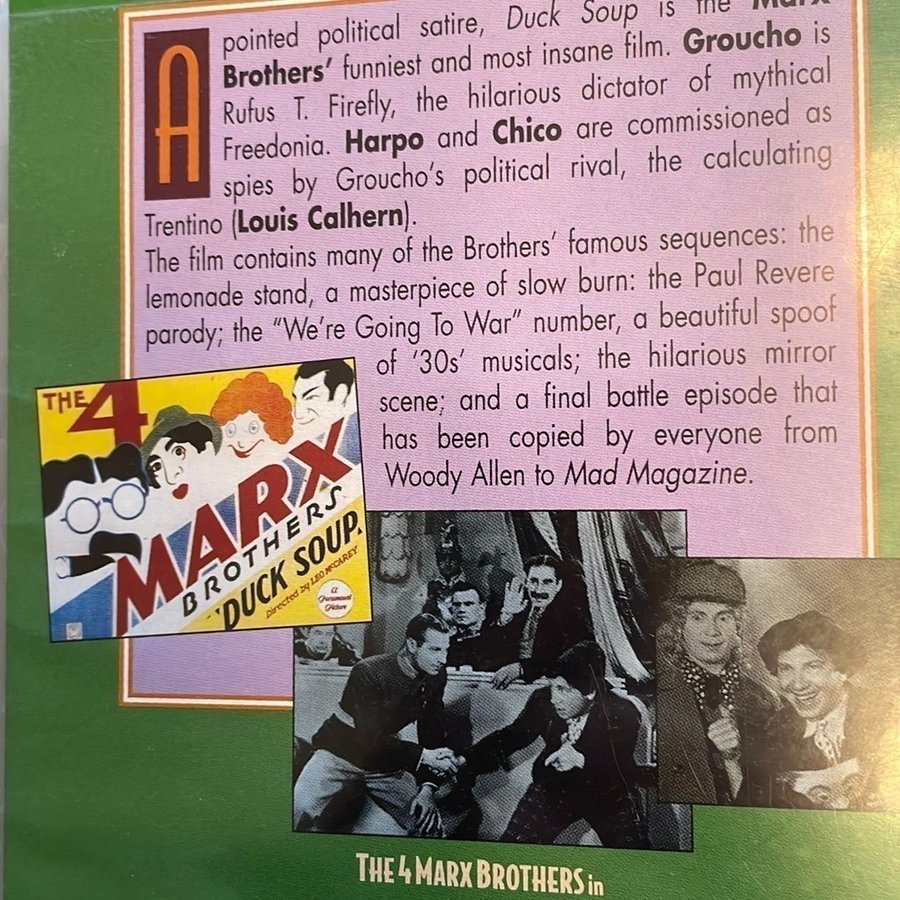 A pointed political satire, Duck Soup is the Marx
Brothers' funniest and most insane film. Groucho is
Rufus T. Firefly, the hilarious dictator of mythical
Freedonia. Harpo and Chico are commissioned as
spies by Groucho's political rival, the calculating
Trentino (Louis Calhern).
The film contains many of the Brothers' famous sequences: the
lemonade stand, a masterpiece of slow burn: the Paul Revere
parody; the "We're Going To War" number, a beautiful spoof
of '30s' musicals; the hilarious mirror
scene; and a final battle episode that
has been copied by everyone from
Woody Allen to Mad Magazine.
THE 4
MARX
BROTHERS
'DUCK SOUP'
Directed by LEO McCAREY
A
Paramount
Picture
THE 4 MARX BROTHERS in